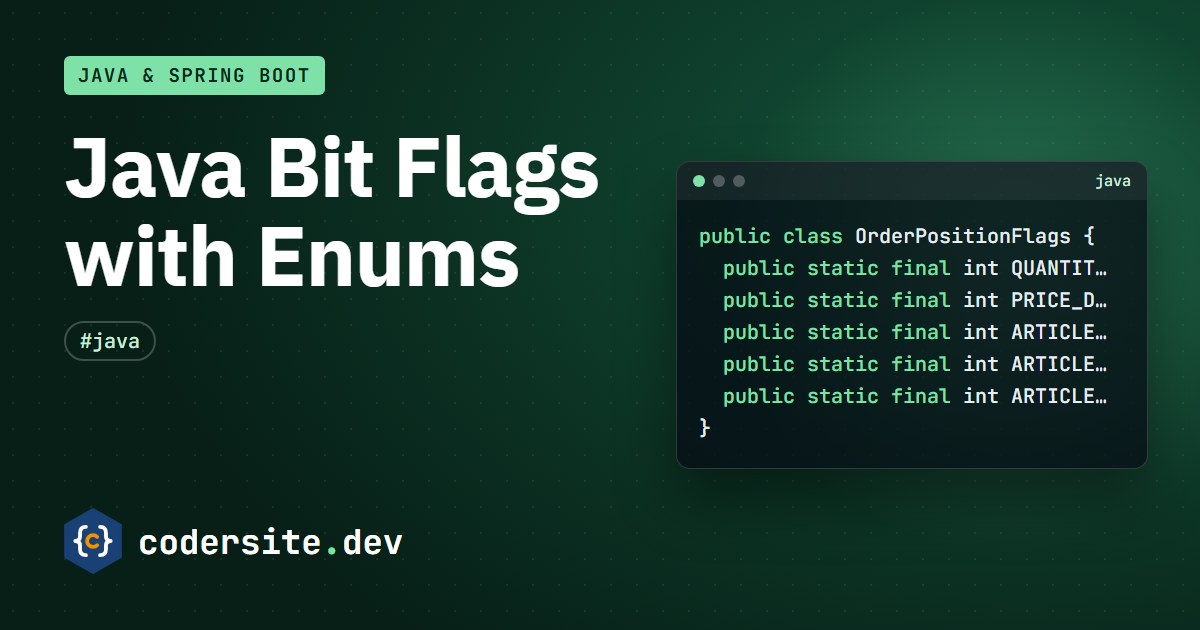 JAVA & SPRING BOOT
Java Bit Flags
with Enums
#java
java
public class OrderPositionFlags {
public static final int QUANTIT…
public static final int PRICE_D…
public static final int ARTICLE…
public static final int ARTICLE…
public static final int ARTICLE…
}
{c}
codersite.dev